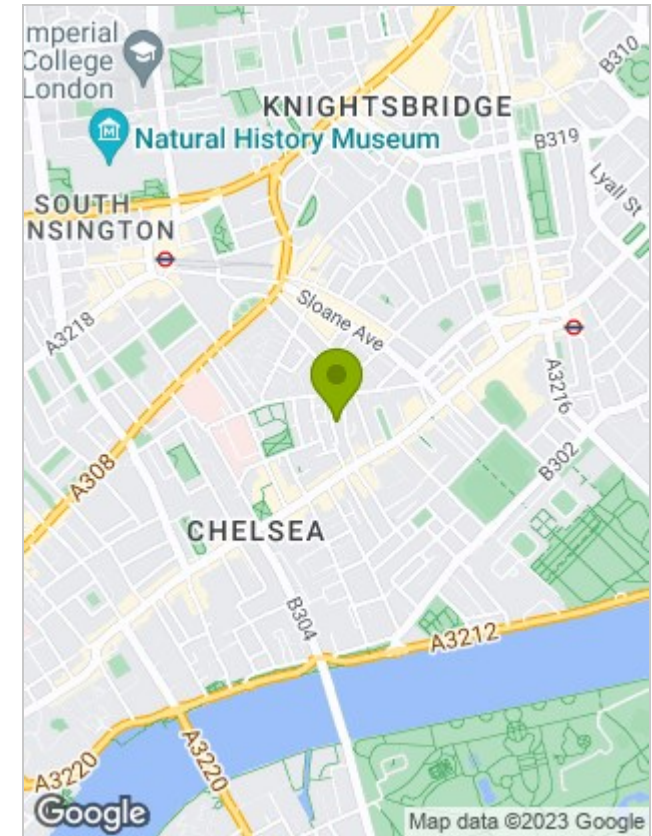 mperial
College
London
KNIGHTSBRIDGE
B310
Natural History Museum
B319
Lyall St
SOUTH
NSINGTON
A3218
Sloane Ave
A3216
A308
B302
CHELSEA
B304
A3212
A3220
A3220
Google
Map data ©2023 Google